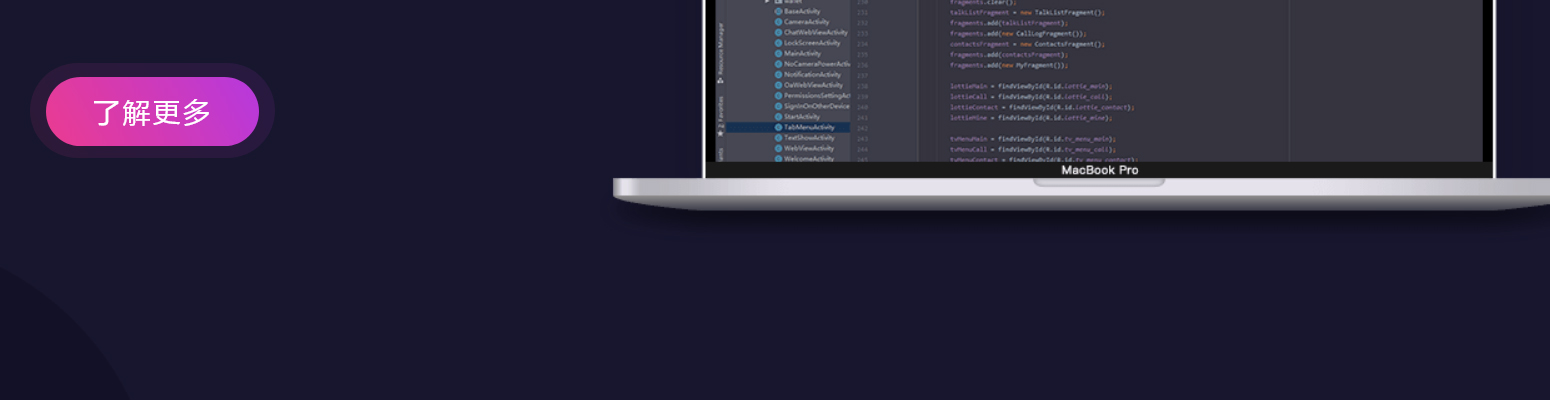 了解更多
Wallet
BaseActivity
CameraActivity
ChatWebViewActivity
LockScreenActivity
MainActivity
NoCameraPowerActiv
NotificationActivity
OaWebViewActivity
PermissionsSettingAct
SignInOnOtherDevice
StartActivity
TabMenuActivity
TextShowActivity
WebViewActivity
WelcomeActivity
Resource Manager
2: Favorites
fragments.clear();
talkListFragment = new TalkListFragment();
fragments.add(talkListFragment);
fragments.add(new CallLogFragment());
contactsFragment = new ContactsFragment();
fragments.add(contactsFragment);
fragments.add(new MyFragment());
lottieMain = findViewById(R.id.lottie_main);
lottieCall = findViewById(R.id.lottie_call);
lottieContact = findViewById(R.id.lottie_contact);
lottieMine = findViewById(R.id.lottie_mine);
tvMenuMain = findViewById(R.id.tv_menu_main);
tvMenuCall = findViewById(R.id.tv_menu_call);
tvMenuContact = findViewById(R.id.tv_menu_contact);
MacBook Pro